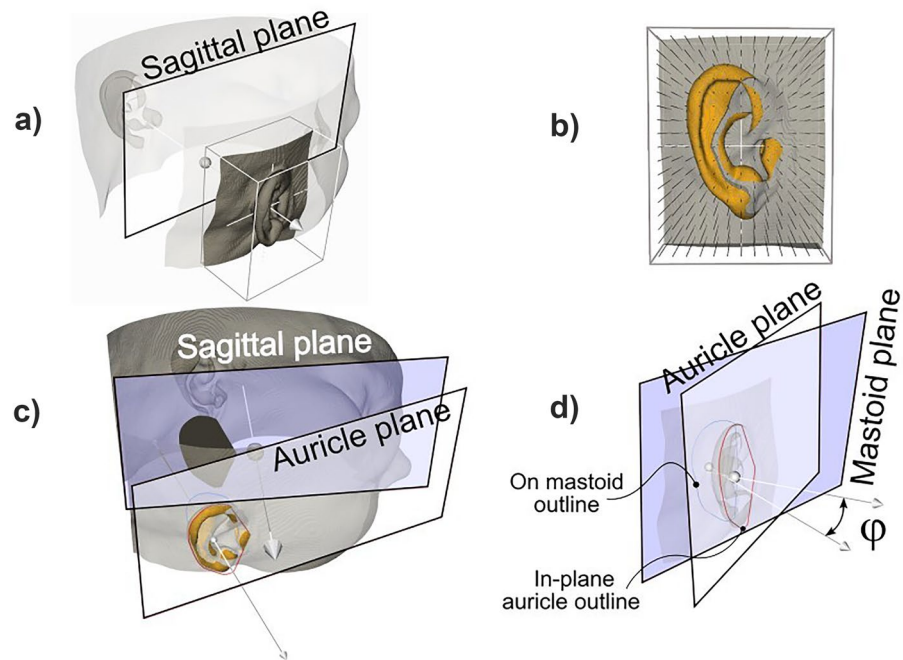 a)
Sagittal plane
b)
c)
Sagittal plane
Auricle plane
d)
Auricle plane
Mastoid plane
On mastoid
outline
In-plane
auricle outline
φ